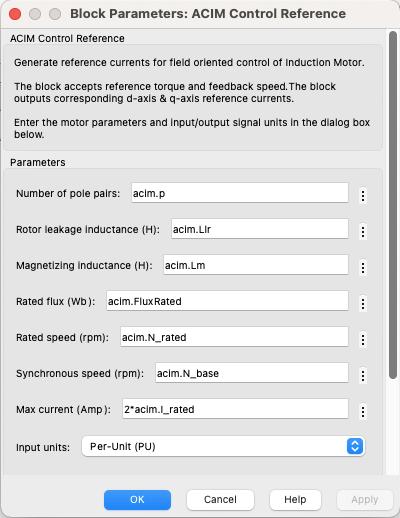 Block Parameters: ACIM Control Reference
ACIM Control Reference
Generate reference currents for field oriented control of Induction Motor.
The block accepts reference torque and feedback speed.The block
outputs corresponding d-axis & q-axis reference currents.
Enter the motor parameters and input/output signal units in the dialog box
below.
Parameters
Number of pole pairs: acim.p
Rotor leakage inductance (H): acim.Llr
Magnetizing inductance (H): acim.Lm
Rated flux (Wb): acim.FluxRated
Rated speed (rpm): acim.N_rated
Synchronous speed (rpm): acim.N_base
Max current (Amp): 2*acim.I_rated
Input units: Per-Unit (PU)
OK Cancel Help Apply